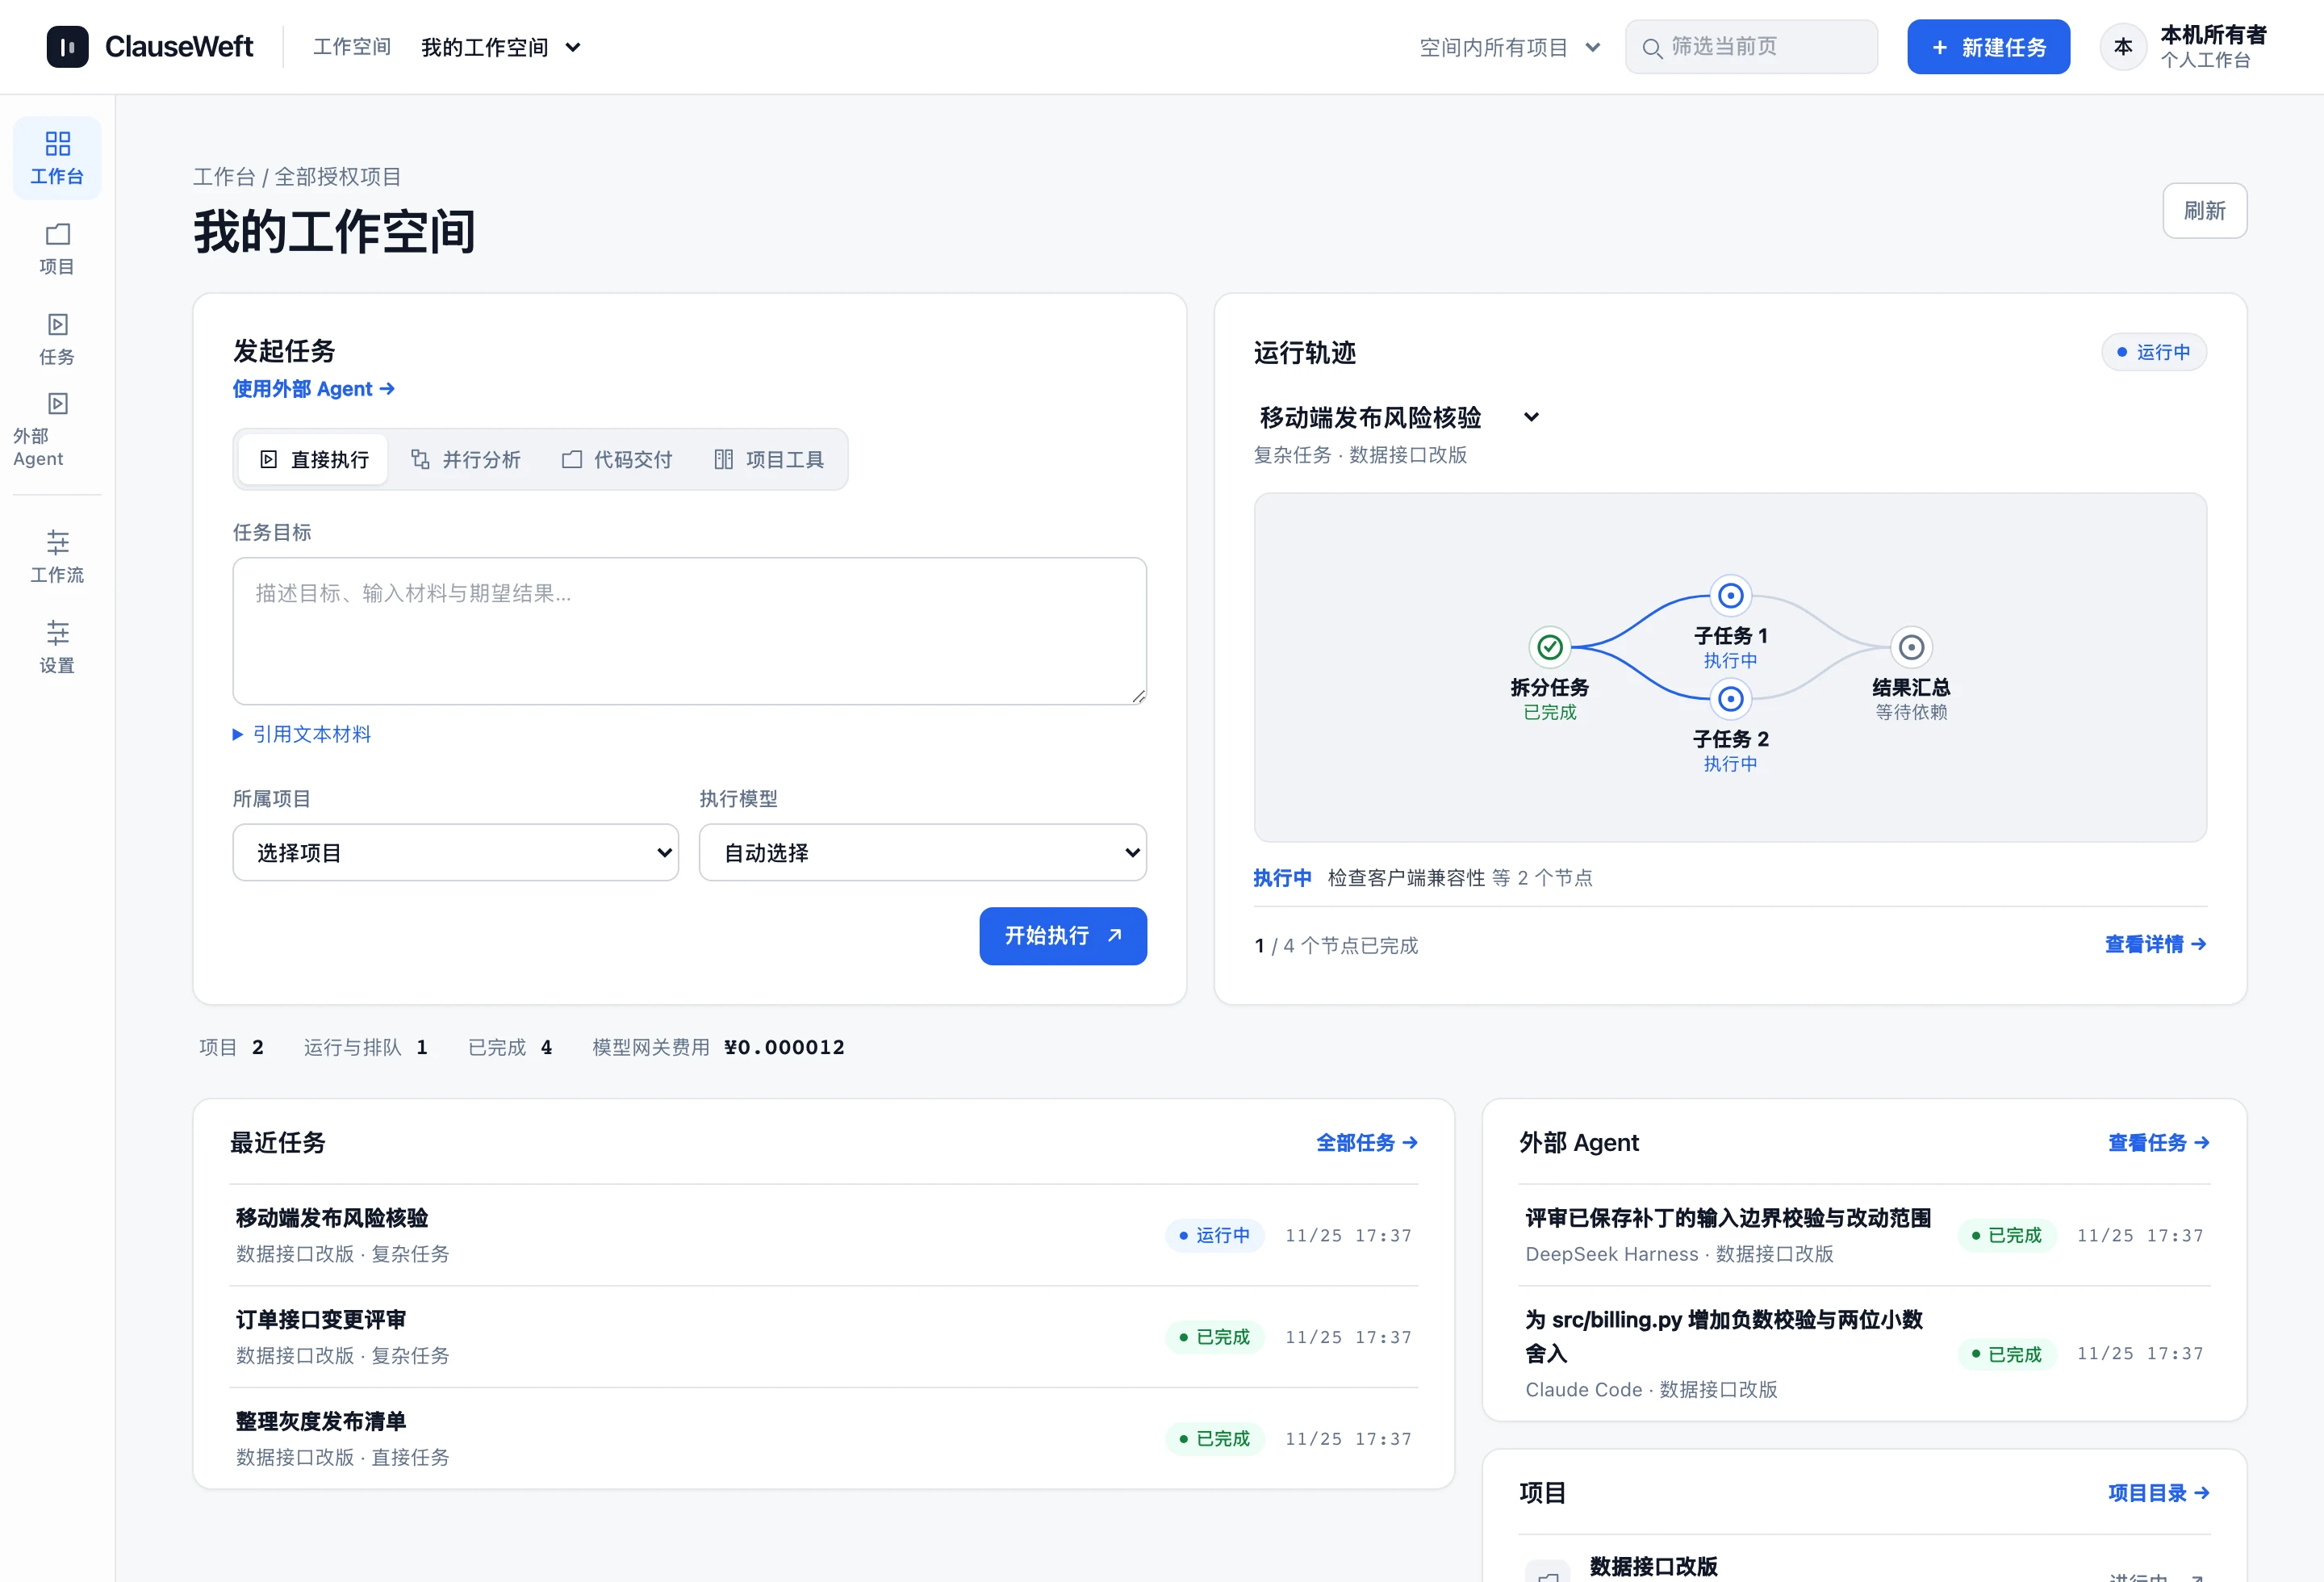 ClauseWeft
工作空间
我的工作空间
空间内所有项目
筛选当前页
+ 新建任务
本
本机所有者
个人工作台
工作台
项目
任务
外部
Agent
工作流
设置
工作台 / 全部授权项目
我的工作空间
刷新
发起任务
使用外部 Agent →
直接执行
并行分析
代码交付
项目工具
任务目标
描述目标、输入材料与期望结果...
引用文本材料
所属项目
执行模型
选择项目
自动选择
开始执行
运行轨迹
运行中
移动端发布风险核验
复杂任务 · 数据接口改版
拆分任务
已完成
子任务 1
执行中
子任务 2
执行中
结果汇总
等待依赖
执行中 检查客户端兼容性 等 2 个节点
1 / 4 个节点已完成
查看详情 →
项目 2
运行与排队 1
已完成 4
模型网关费用 ¥0.000012
最近任务
全部任务 →
移动端发布风险核验
数据接口改版 · 复杂任务
运行中
11/25 17:37
订单接口变更评审
数据接口改版 · 复杂任务
已完成
11/25 17:37
整理灰度发布清单
数据接口改版 · 直接任务
已完成
11/25 17:37
外部 Agent
查看任务 →
评审已保存补丁的输入边界校验与改动范围
DeepSeek Harness · 数据接口改版
已完成
11/25 17:37
为 src/billing.py 增加负数校验与两位小数
舍入
Claude Code · 数据接口改版
已完成
11/25 17:37
项目
项目目录 →
数据接口改版
进行中